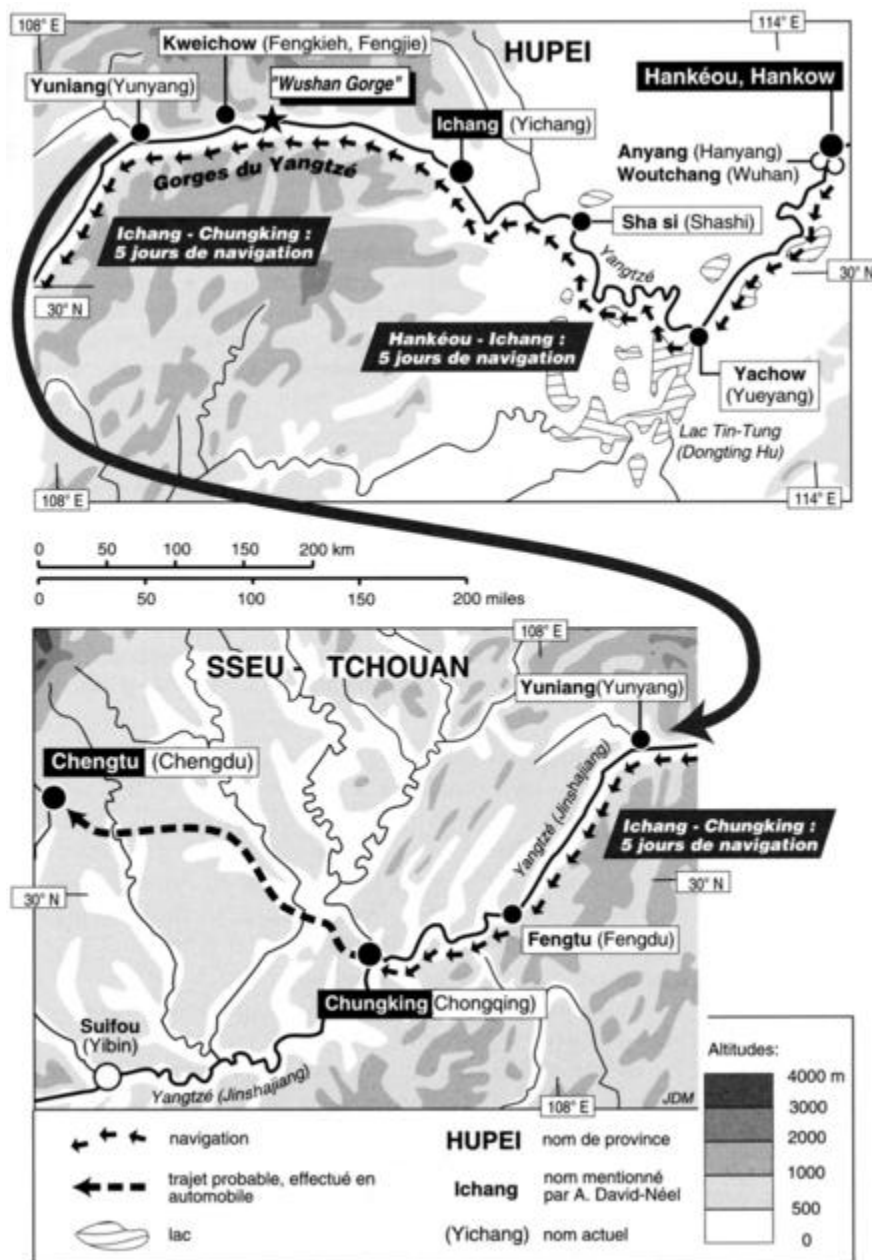 108° E
114° E
Kweichow (Fengkieh, Fengjie)
HUPEI
Yuniang(Yunyang)
"Wushan Gorge"
Hankéou, Hankow
Ichang (Yichang)
Anyang (Hanyang)
Woutchang (Wuhan)
Gorges du Yangtzé
Sha si (Shashi)
Ichang - Chungking :
5 jours de navigation
Yangtzé
30° N
30° N
Hankéou - Ichang :
5 jours de navigation
Yachow
(Yueyang)
Lac Tin-Tung
(Dongting Hu)
108° E
114° E
0 50 100 150 200 km
0 50 100 150 200 miles
108° E
SSEU - TCHOUAN
Yuniang(Yunyang)
Chengtu (Chengdu)
Yangtzé (Jinshajiang)
Ichang - Chungking :
5 jours de navigation
30° N
30° N
Fengtu (Fengdu)
Chungking Chongqing)
Suifou
(Yibin)
Yangtzé (Jinshajiang)
108° E
JDM
Altitudes:
4000 m
3000
2000
1000
500
0
navigation
HUPEI nom de province
trajet probable, effectué en
automobile
Ichang nom mentionné
par A. David-Néel
lac
(Yichang) nom actuel